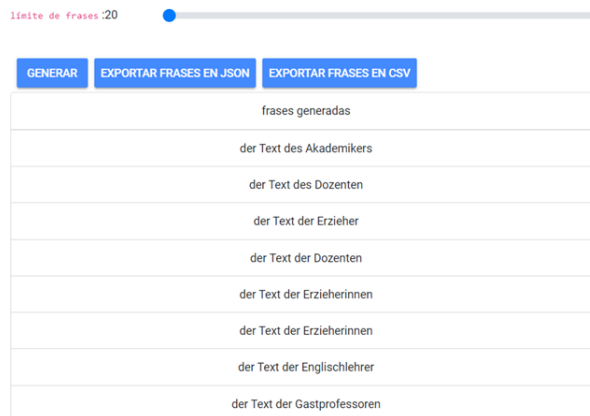 límite de frases :20
GENERAR EXPORTAR FRASES EN JSON EXPORTAR FRASES EN CSV
frases generadas
der Text des Akademikers
der Text des Dozenten
der Text der Erzieher
der Text der Dozenten
der Text der Erzieherinnen
der Text der Erzieherinnen
der Text der Englischlehrer
der Text der Gastprofessoren